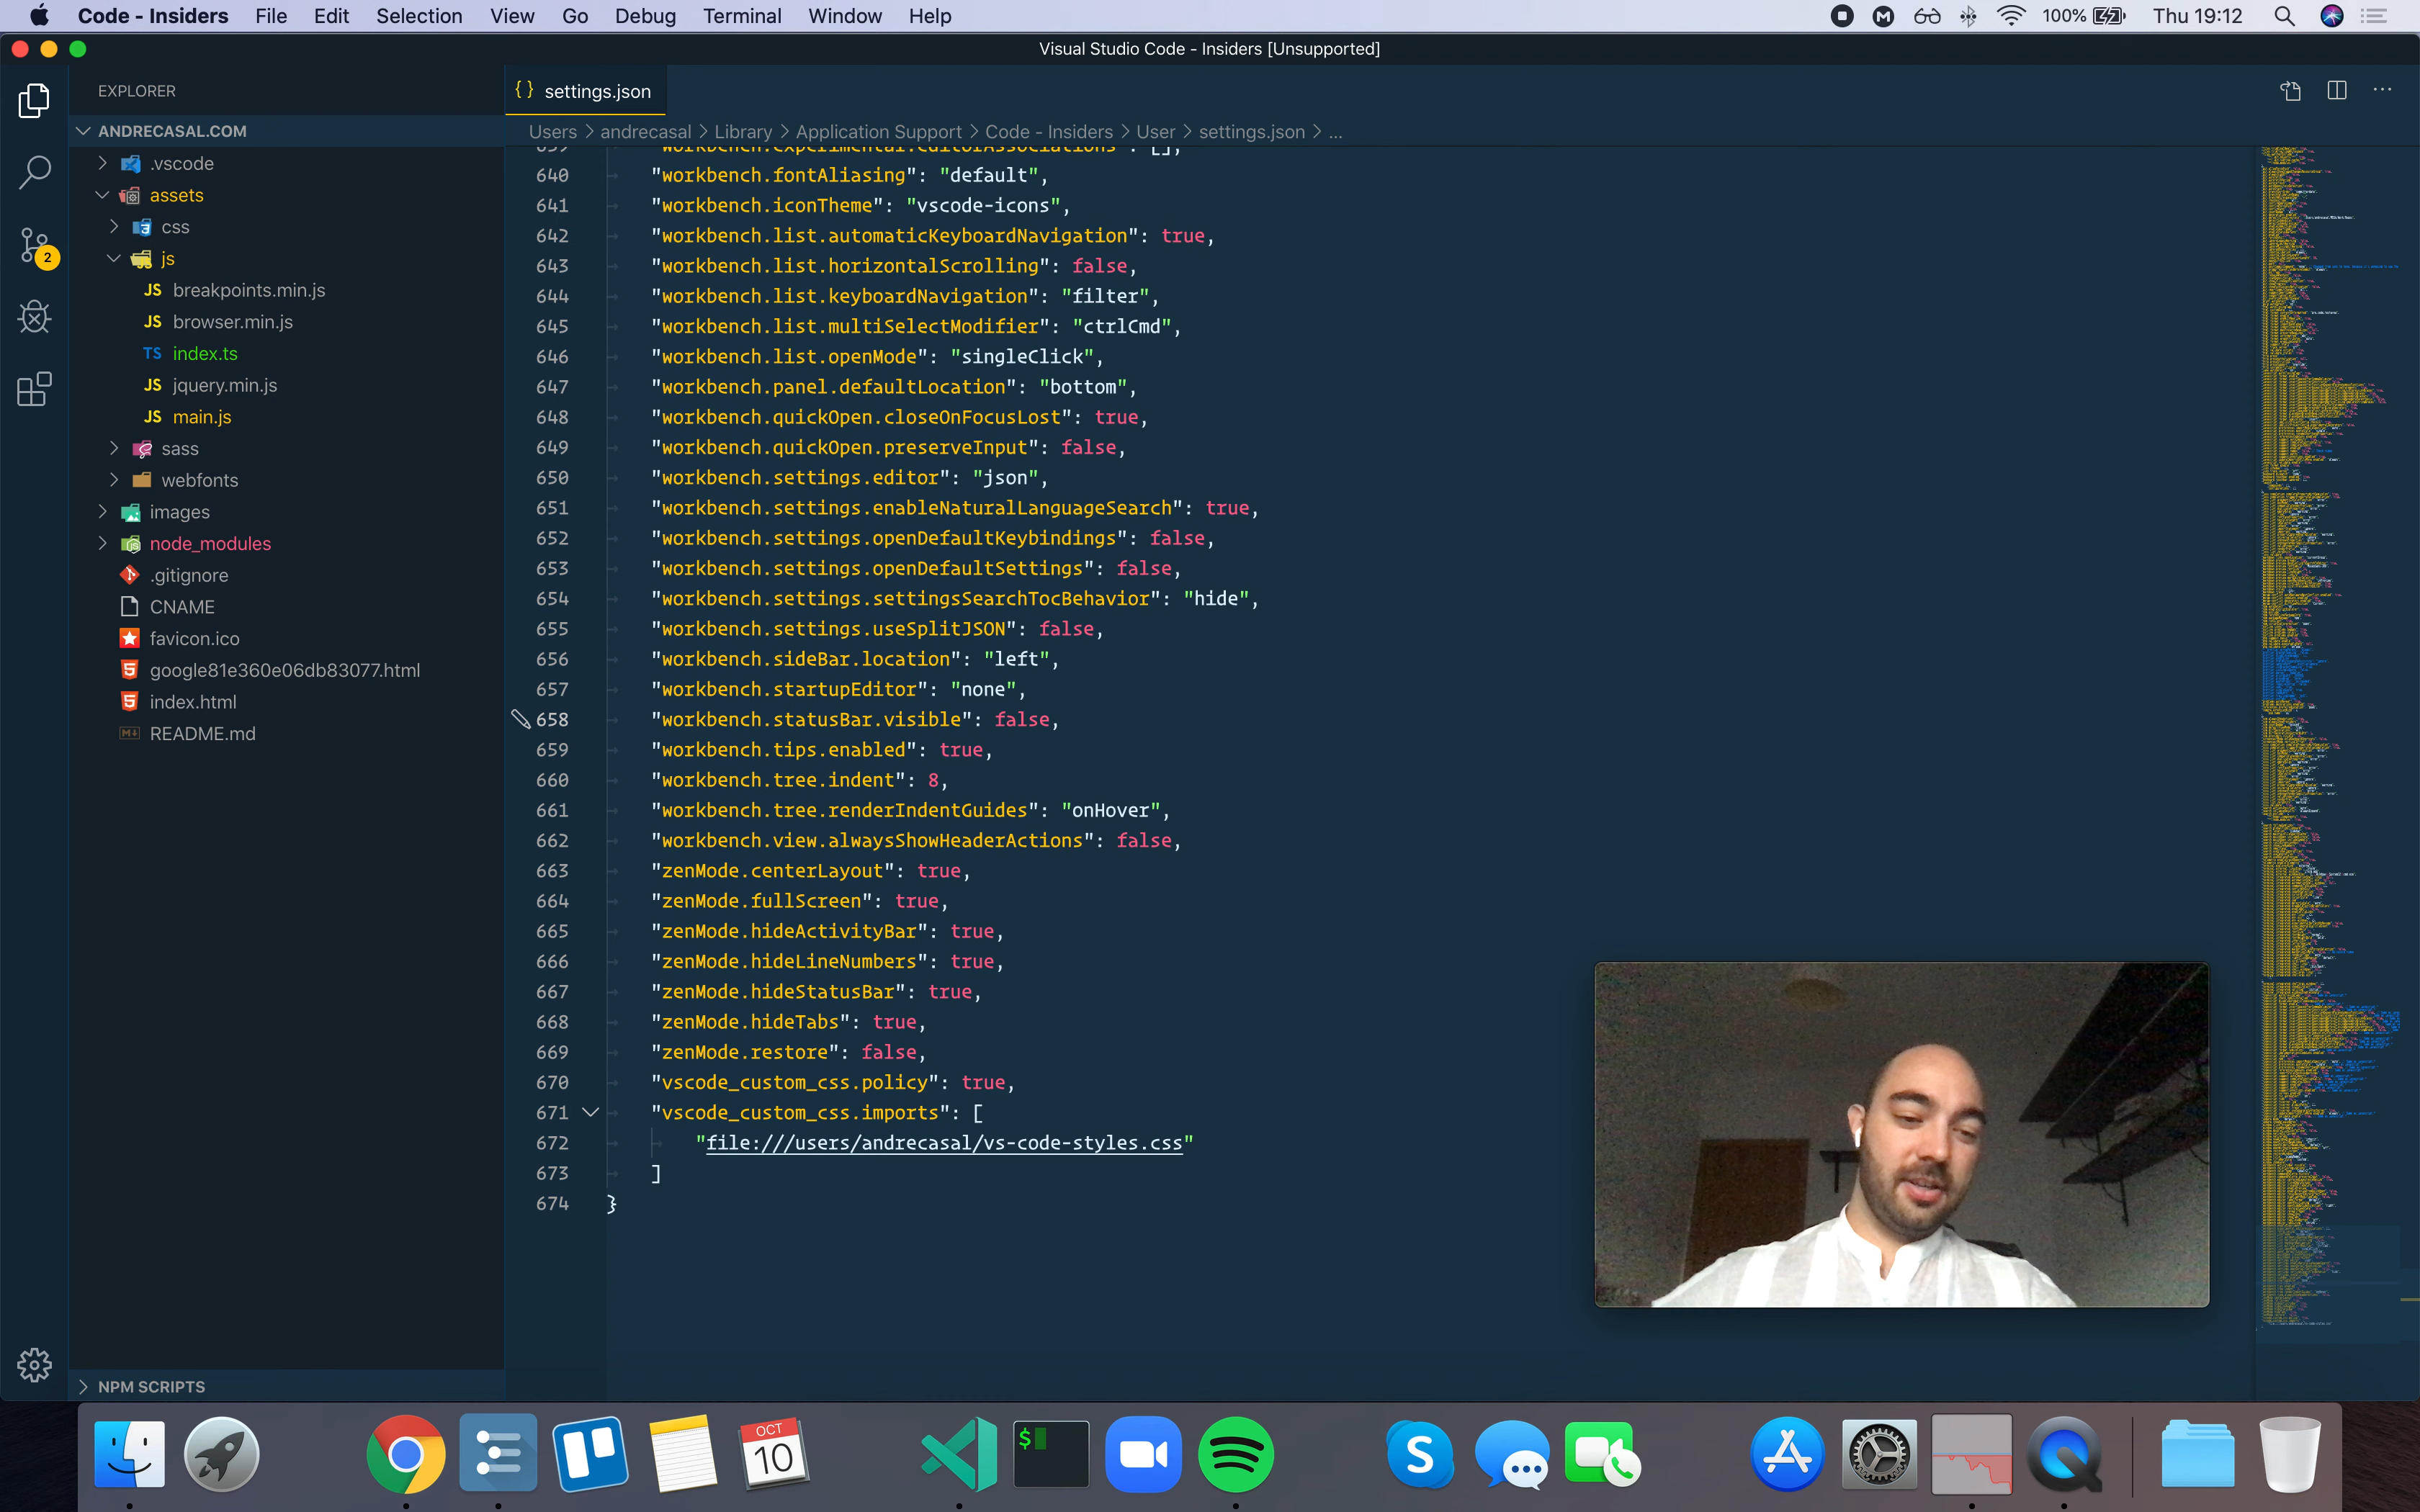 Code - Insiders File Edit Selection View Go Debug Terminal Window Help 100% Thu 19:12
Visual Studio Code - Insiders [Unsupported]
EXPLORER
ANDRECASAL.COM
.vscode
assets
css
js
JS breakpoints.min.js
JS browser.min.js
TS index.ts
JS jquery.min.js
JS main.js
sass
webfonts
images
node_modules
.gitignore
CNAME
favicon.ico
google81e360e06db83077.html
index.html
README.md
NPM SCRIPTS
2
{} settings.json
Users > andrecasal > Library > Application Support > Code - Insiders > User > settings.json > ...
639 "workbench.experimental.editorAssociations": [],
640 "workbench.fontAliasing": "default",
641 "workbench.iconTheme": "vscode-icons",
642 "workbench.list.automaticKeyboardNavigation": true,
643 "workbench.list.horizontalScrolling": false,
644 "workbench.list.keyboardNavigation": "filter",
645 "workbench.list.multiSelectModifier": "ctrlCmd",
646 "workbench.list.openMode": "singleClick",
647 "workbench.panel.defaultLocation": "bottom",
648 "workbench.quickOpen.closeOnFocusLost": true,
649 "workbench.quickOpen.preserveInput": false,
650 "workbench.settings.editor": "json",
651 "workbench.settings.enableNaturalLanguageSearch": true,
652 "workbench.settings.openDefaultKeybindings": false,
653 "workbench.settings.openDefaultSettings": false,
654 "workbench.settings.settingsSearchTocBehavior": "hide",
655 "workbench.settings.useSplitJSON": false,
656 "workbench.sideBar.location": "left",
657 "workbench.startupEditor": "none",
658 "workbench.statusBar.visible": false,
659 "workbench.tips.enabled": true,
660 "workbench.tree.indent": 8,
661 "workbench.tree.renderIndentGuides": "onHover",
662 "workbench.view.alwaysShowHeaderActions": false,
663 "zenMode.centerLayout": true,
664 "zenMode.fullScreen": true,
665 "zenMode.hideActivityBar": true,
666 "zenMode.hideLineNumbers": true,
667 "zenMode.hideStatusBar": true,
668 "zenMode.hideTabs": true,
669 "zenMode.restore": false,
670 "vscode_custom_css.policy": true,
671 "vscode_custom_css.imports": [
672 "file:///users/andrecasal/vs-code-styles.css"
673 ]
674 }
OCT
10
$
S